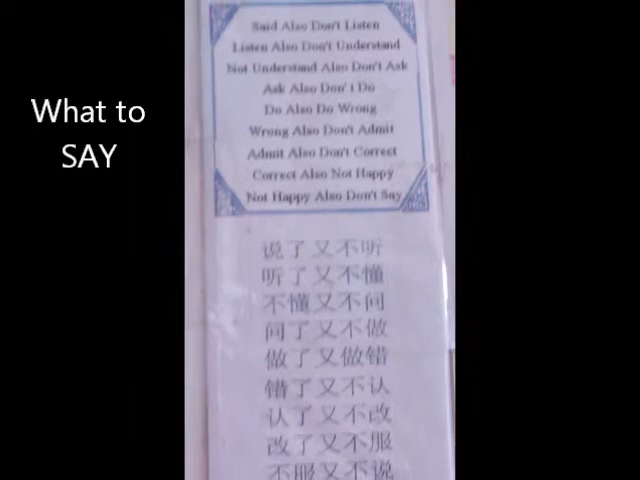 What to
SAY
Said Also Don't Listen
Listen Also Don't Understand
Not Understand Also Don't Ask
Ask Also Don't Do
Do Also Do Wrong
Wrong Also Don't Admit
Admit Also Don't Correct
Correct Also Not Happy
Not Happy Also Don't Say
说了又不听
听了又不懂
不懂又不问
问了又不做
做了又做错
错了又不认
认了又不改
改了又不服
不服又不说